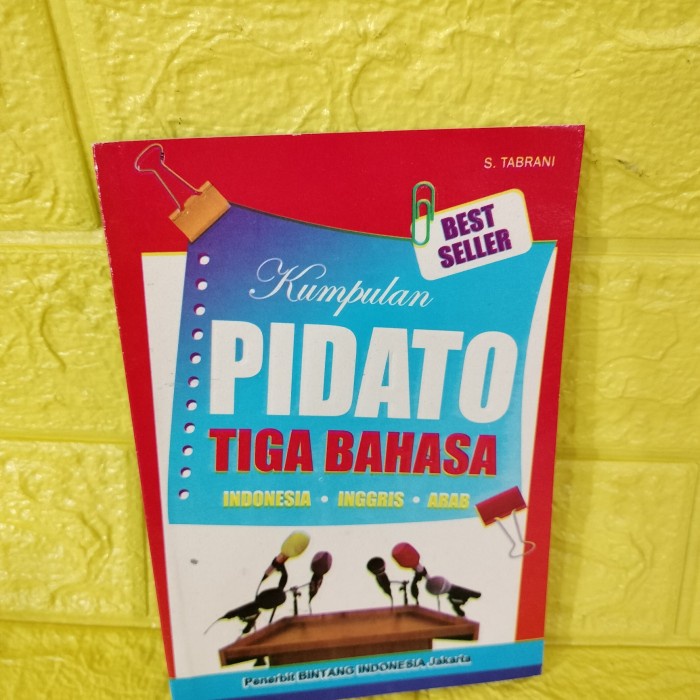 S. TABRANI
BEST
SELLER
Kumpulan
PIDATO
TIGA BAHASA
INDONESIA • INGGRIS • ARAB
Penerbit BINTANG INDONESIA Jakarta